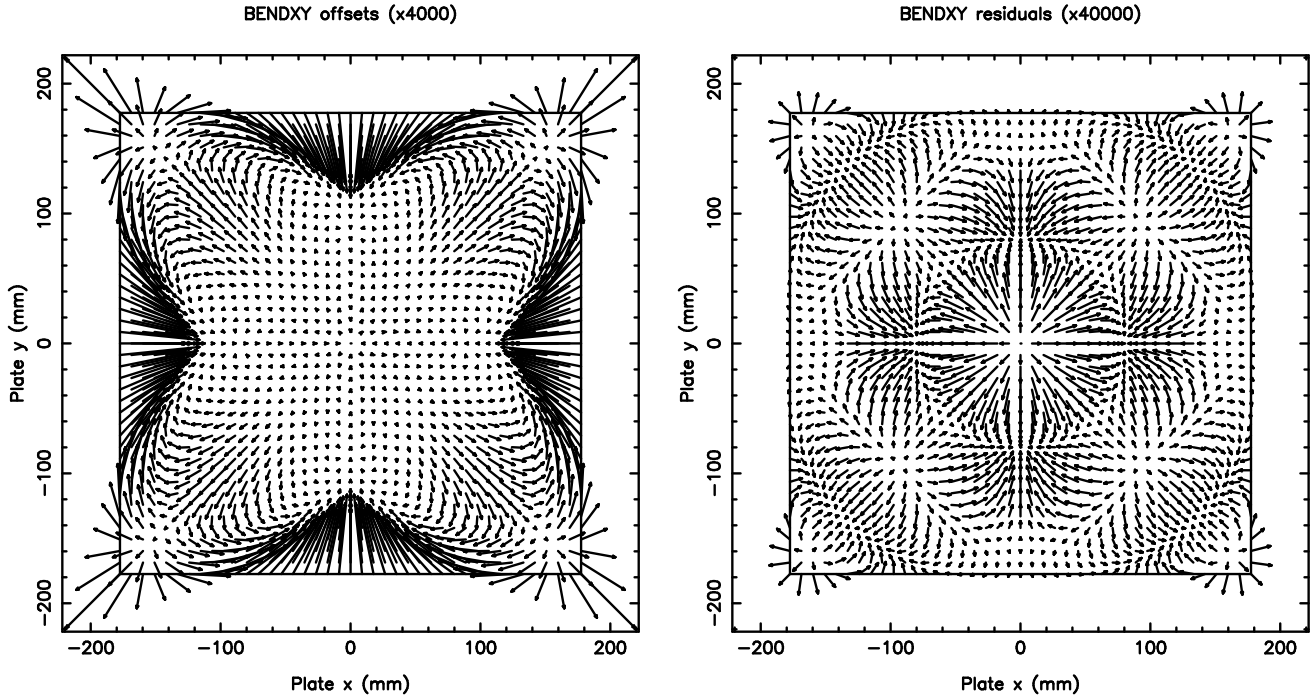 BENDXY offsets (x4000)
200
100
0
−100
−200
Plate y (mm)
−200 −100 0 100 200
Plate x (mm)
BENDXY residuals (x40000)
200
100
0
−100
−200
Plate y (mm)
−200 −100 0 100 200
Plate x (mm)